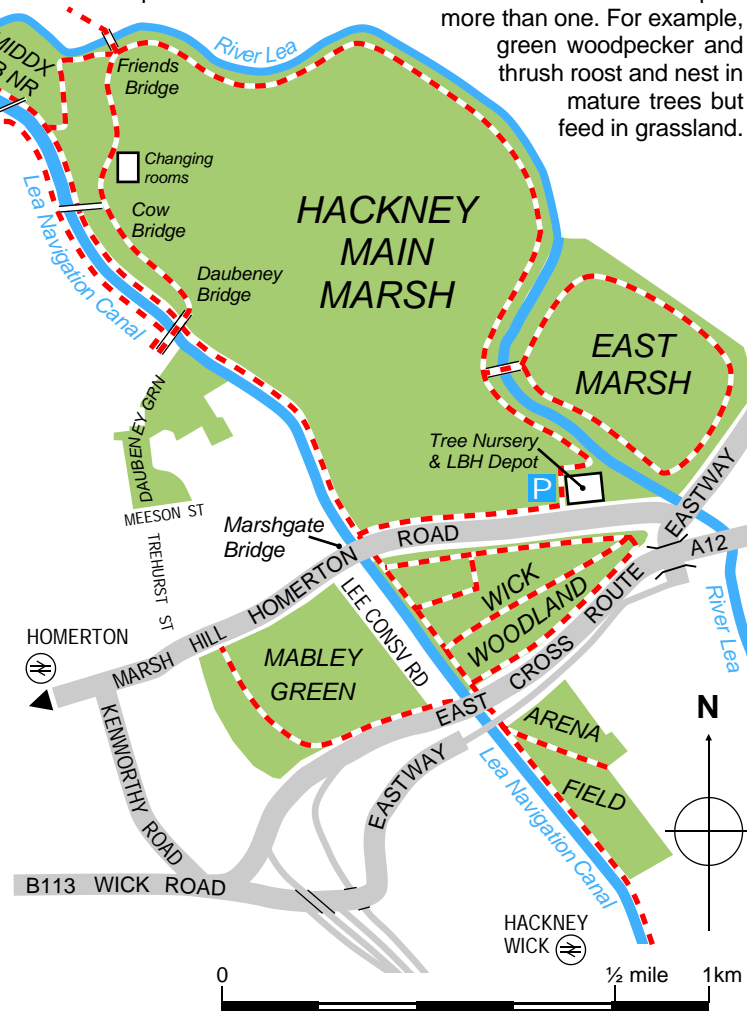 more than one. For example,
green woodpecker and
thrush roost and nest in
mature trees but
feed in grassland.
River Lea
MIDDX
NR
Friends
Bridge
Changing
rooms
Cow
Bridge
Lea Navigation Canal
Daubeney
Bridge
HACKNEY
MAIN
MARSH
EAST
MARSH
Tree Nursery
& LBH Depot
P
DAUBENEY GRN
MEESON ST
TREHURST ST
Marshgate
Bridge
HOMERTON ROAD
EASTWAY
A12
River Lea
WICK
WOODLAND
LEE CONSV RD
HOMERTON
MARSH HILL
MABLEY
GREEN
EAST CROSS ROUTE
KENWORTHY ROAD
EASTWAY
ARENA
FIELD
N
Lea Navigation Canal
B113 WICK ROAD
HACKNEY
WICK
0 ½ mile 1km